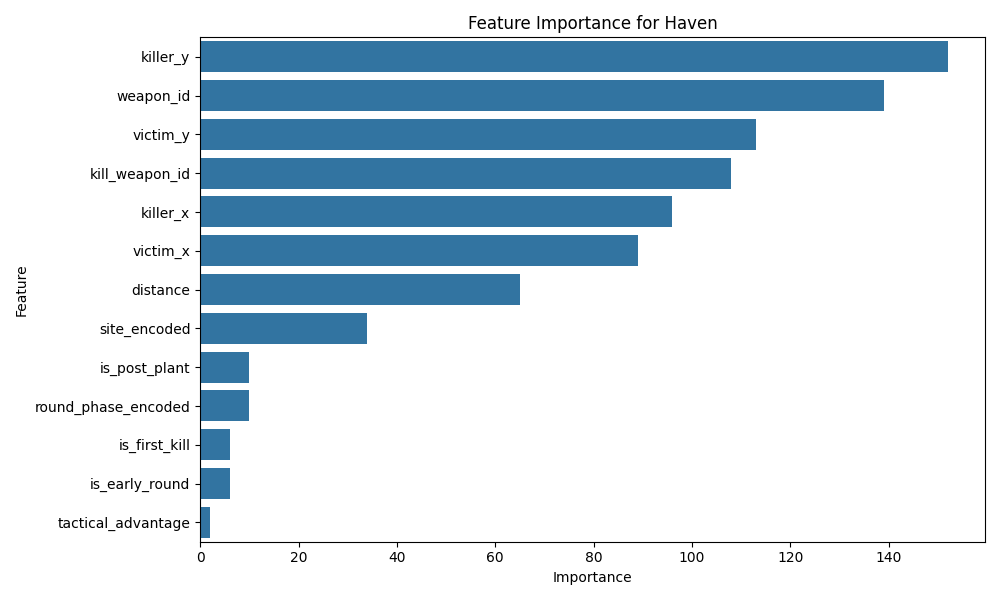 Feature Importance for Haven
killer_y
weapon_id
victim_y
kill_weapon_id
killer_x
victim_x
distance
site_encoded
is_post_plant
round_phase_encoded
is_first_kill
is_early_round
tactical_advantage
Feature
0 20 40 60 80 100 120 140
Importance